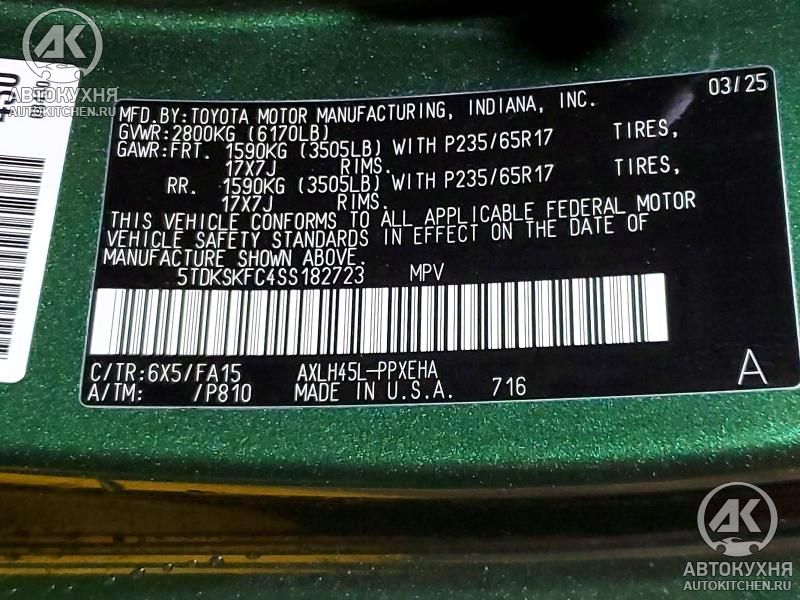 АК
АВТОКУХНЯ
AUTOKITCHEN.RU
03/25
MFD.BY:TOYOTA MOTOR MANUFACTURING, INDIANA, INC.
GVWR:2800KG (6170LB)
GAWR:FRT. 1590KG (3505LB) WITH P235/65R17 TIRES,
17X7J RIMS.
RR. 1590KG (3505LB) WITH P235/65R17 TIRES,
17X7J RIMS.
THIS VEHICLE CONFORMS TO ALL APPLICABLE FEDERAL MOTOR
VEHICLE SAFETY STANDARDS IN EFFECT ON THE DATE OF
MANUFACTURE SHOWN ABOVE.
5TDKSKFC4SS182723 MPV
C/TR:6X5/FA15 AXLH45L-PPXEHA
A/TM: /P810 MADE IN U.S.A. 716
A
АК
АВТОКУХНЯ
AUTOKITCHEN.RU